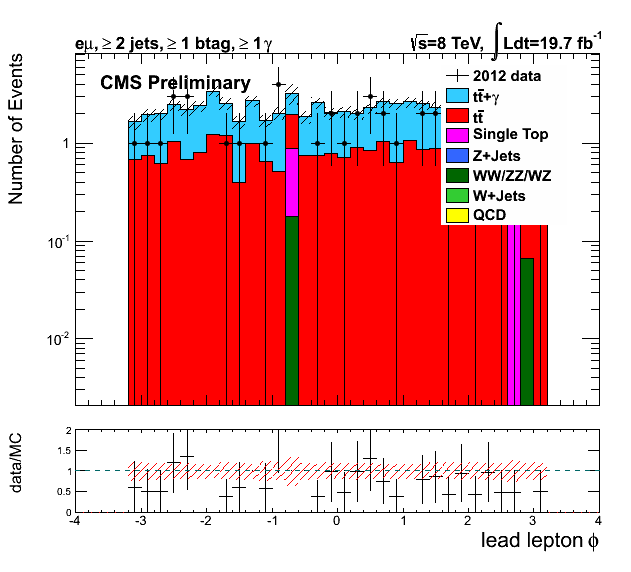 eμ, ≥ 2 jets, ≥ 1 btag, ≥ 1 γ
√s=8 TeV, ∫Ldt=19.7 fb⁻¹
CMS Preliminary
2012 data
tt̄+γ
tt̄
Single Top
Z+Jets
WW/ZZ/WZ
W+Jets
QCD
Number of Events
1
10⁻¹
10⁻²
data/MC
2
1.5
1
0.5
0
-4 -3 -2 -1 0 1 2 3 4
lead lepton ϕ